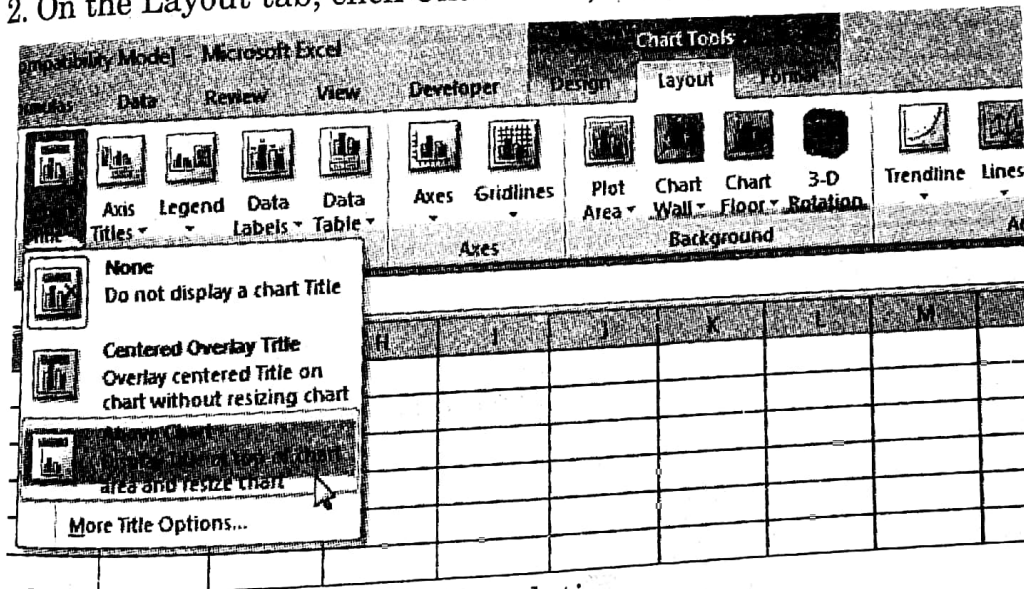 2. On the Layout tab, click
Chart Tools
Mode] - Microsoft Excel
Data Review View Developer Design Layout Format
Axis Titles
Legend
Data Labels
Data Table
Axes
Gridlines
Plot Area
Chart Wall
Chart Floor
3-D Rotation
Trendline
Lines
Axes
Background
None
Do not display a chart Title
Centered Overlay Title
Overlay centered Title on
chart without resizing chart
Above Chart
area and resize chart
More Title Options...
H I J K L M